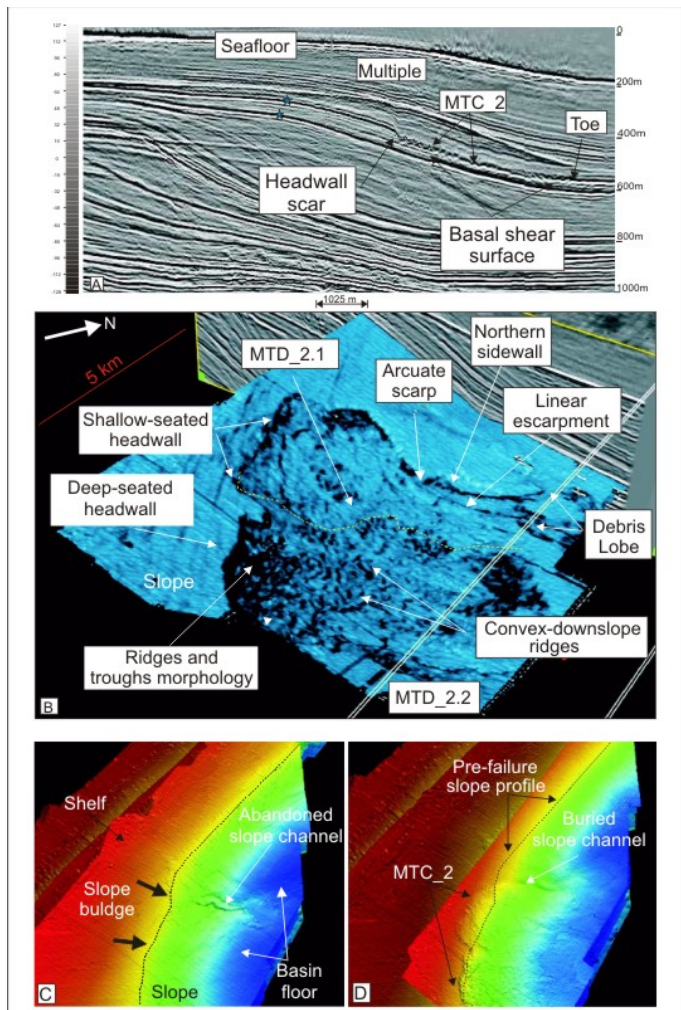 Seafloor
Multiple
MTC_2
Toe
Headwall
scar
Basal shear
surface
0
200m
400m
600m
800m
1000m
A
1025 m
N
5 km
MTD_2.1
Northern
sidewall
Arcuate
scarp
Linear
escarpment
Shallow-seated
headwall
Deep-seated
headwall
Debris
Lobe
Slope
Convex-downslope
ridges
Ridges and
troughs morphology
MTD_2.2
B
Shelf
Abandoned
slope channel
Slope
buldge
Basin
floor
Slope
C
Pre-failure
slope profile
Buried
slope channel
MTC_2
D